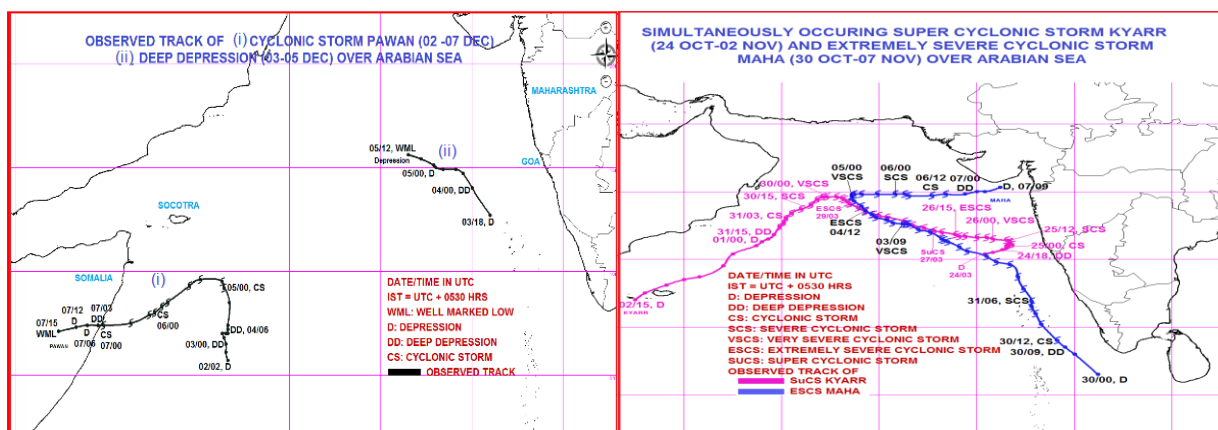 OBSERVED TRACK OF (i) CYCLONIC STORM PAWAN (02 -07 DEC)
(ii) DEEP DEPRESSION (03-05 DEC) OVER ARABIAN SEA
MAHARASHTRA
05/12, WML
Depression
(ii)
GOA
05/00, D
04/00, DD
03/18, D
SOCOTRA
SOMALIA
(i)
05/00, CS
07/12
D
07/03
DD
07/15
WML
CS
06/00
PAWAN
D
07/06
CS
07/00
DD, 04/06
03/00, DD
02/02, D
DATE/TIME IN UTC
IST = UTC + 0530 HRS
WML: WELL MARKED LOW
D: DEPRESSION
DD: DEEP DEPRESSION
CS: CYCLONIC STORM
OBSERVED TRACK
SIMULTANEOUSLY OCCURING SUPER CYCLONIC STORM KYARR
(24 OCT-02 NOV) AND EXTREMELY SEVERE CYCLONIC STORM
MAHA (30 OCT-07 NOV) OVER ARABIAN SEA
05/00
VSCS
06/00
SCS
06/12
CS
07/00
DD
D, 07/09
MAHA
30/00, VSCS
30/15, SCS
31/03, CS
31/15, DD
01/00, D
ESCS
29/03
ESCS
04/12
03/09
VSCS
26/15, ESCS
26/00, VSCS
25/12, SCS
25/00, CS
24/18, DD
SuCS
27/03
D
24/03
02/15, D
KYARR
31/06, SCS
30/12, CS
30/09, DD
30/00, D
DATE/TIME IN UTC
IST = UTC + 0530 HRS
D: DEPRESSION
DD: DEEP DEPRESSION
CS: CYCLONIC STORM
SCS: SEVERE CYCLONIC STORM
VSCS: VERY SEVERE CYCLONIC STORM
ESCS: EXTREMELY SEVERE CYCLONIC STORM
SUCS: SUPER CYCLONIC STORM
OBSERVED TRACK OF
SuCS KYARR
ESCS MAHA